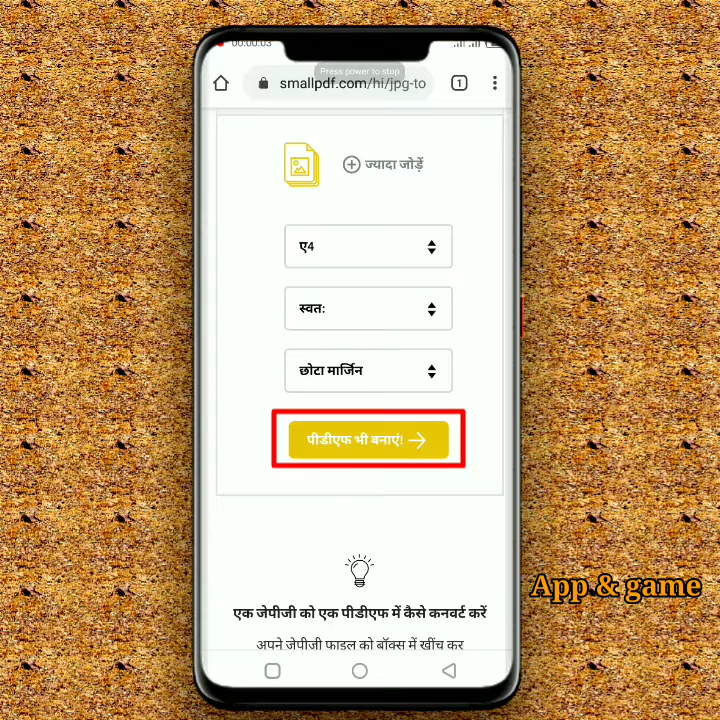 00:00:03
Press power to stop
smallpdf.com/hi/jpg-to
1
ज्यादा जोड़ें
ए4
स्वतः
छोटा मार्जिन
पीडीएफ भी बनाएं!
App & game
एक जेपीजी को एक पीडीएफ में कैसे कनवर्ट करें
अपने जेपीजी फाइल को बॉक्स में खींच कर